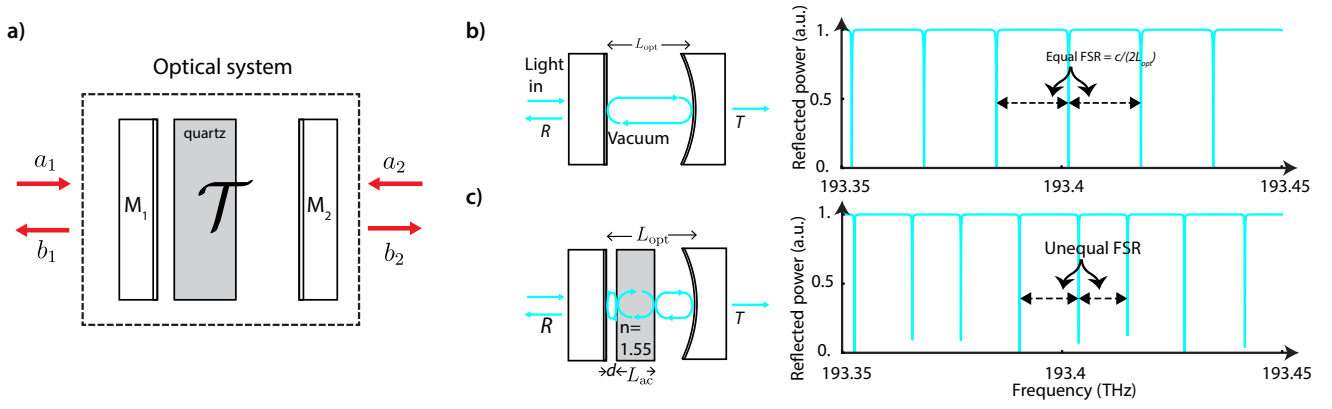 a)
Optical system
quartz
a₁
a₂
M₁
𝒯
M₂
b₁
b₂
b)
L_opt
Light
in
R
Vacuum
T
Reflected power (a.u.)
1.
0.5
0.
Equal FSR = c/(2L_opt)
193.35
193.4
193.45
c)
L_opt
R
n=
1.55
T
d
L_ac
Reflected power (a.u.)
1.
0.5
0.
Unequal FSR
193.35
193.4
193.45
Frequency (THz)